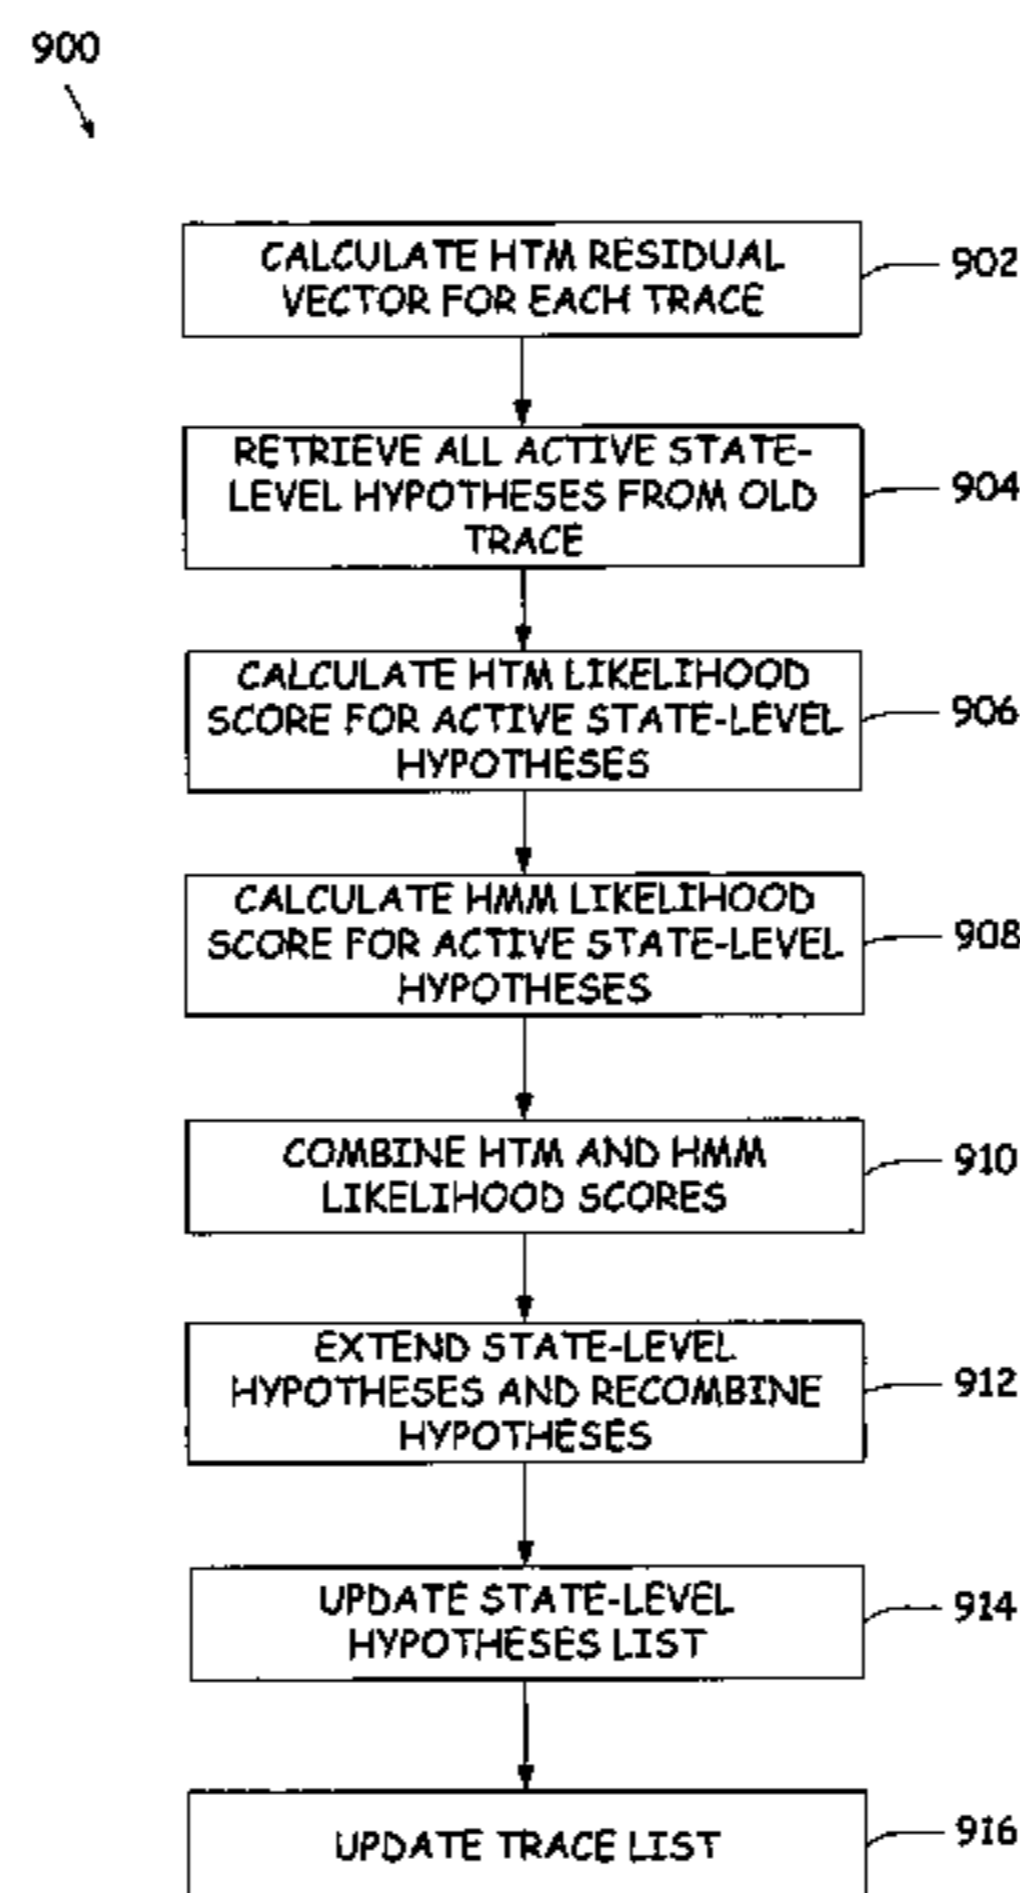 900
CALCULATE HTM RESIDUAL
VECTOR FOR EACH TRACE
902
RETRIEVE ALL ACTIVE STATE-
LEVEL HYPOTHESES FROM OLD
TRACE
904
CALCULATE HTM LIKELIHOOD
SCORE FOR ACTIVE STATE-LEVEL
HYPOTHESES
906
CALCULATE HMM LIKELIHOOD
SCORE FOR ACTIVE STATE-LEVEL
HYPOTHESES
908
COMBINE HTM AND HMM
LIKELIHOOD SCORES
910
EXTEND STATE-LEVEL
HYPOTHESES AND RECOMBINE
HYPOTHESES
912
UPDATE STATE-LEVEL
HYPOTHESES LIST
914
UPDATE TRACE LIST
916